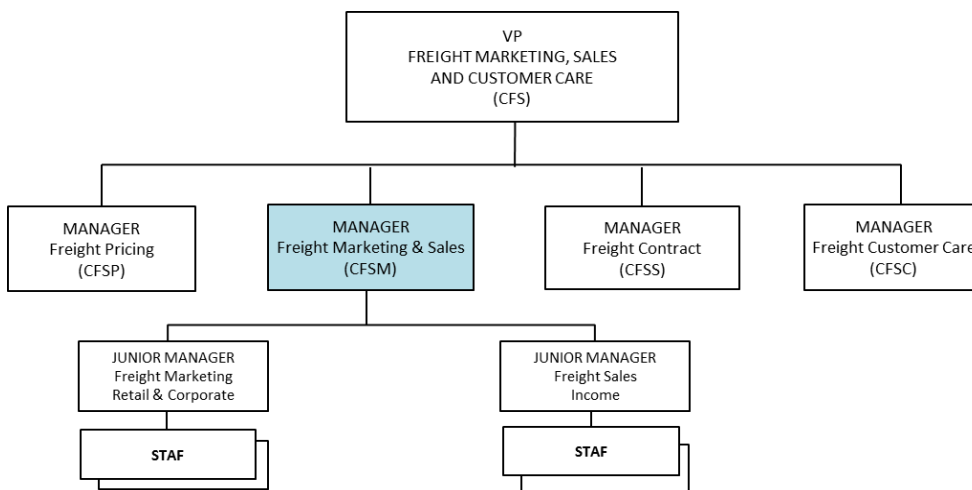 VP
FREIGHT MARKETING, SALES
AND CUSTOMER CARE
(CFS)
MANAGER
Freight Pricing
(CFSP)
MANAGER
Freight Marketing & Sales
(CFSM)
MANAGER
Freight Contract
(CFSS)
MANAGER
Freight Customer Care
(CFSC)
JUNIOR MANAGER
Freight Marketing
Retail & Corporate
JUNIOR MANAGER
Freight Sales
Income
STAF
STAF